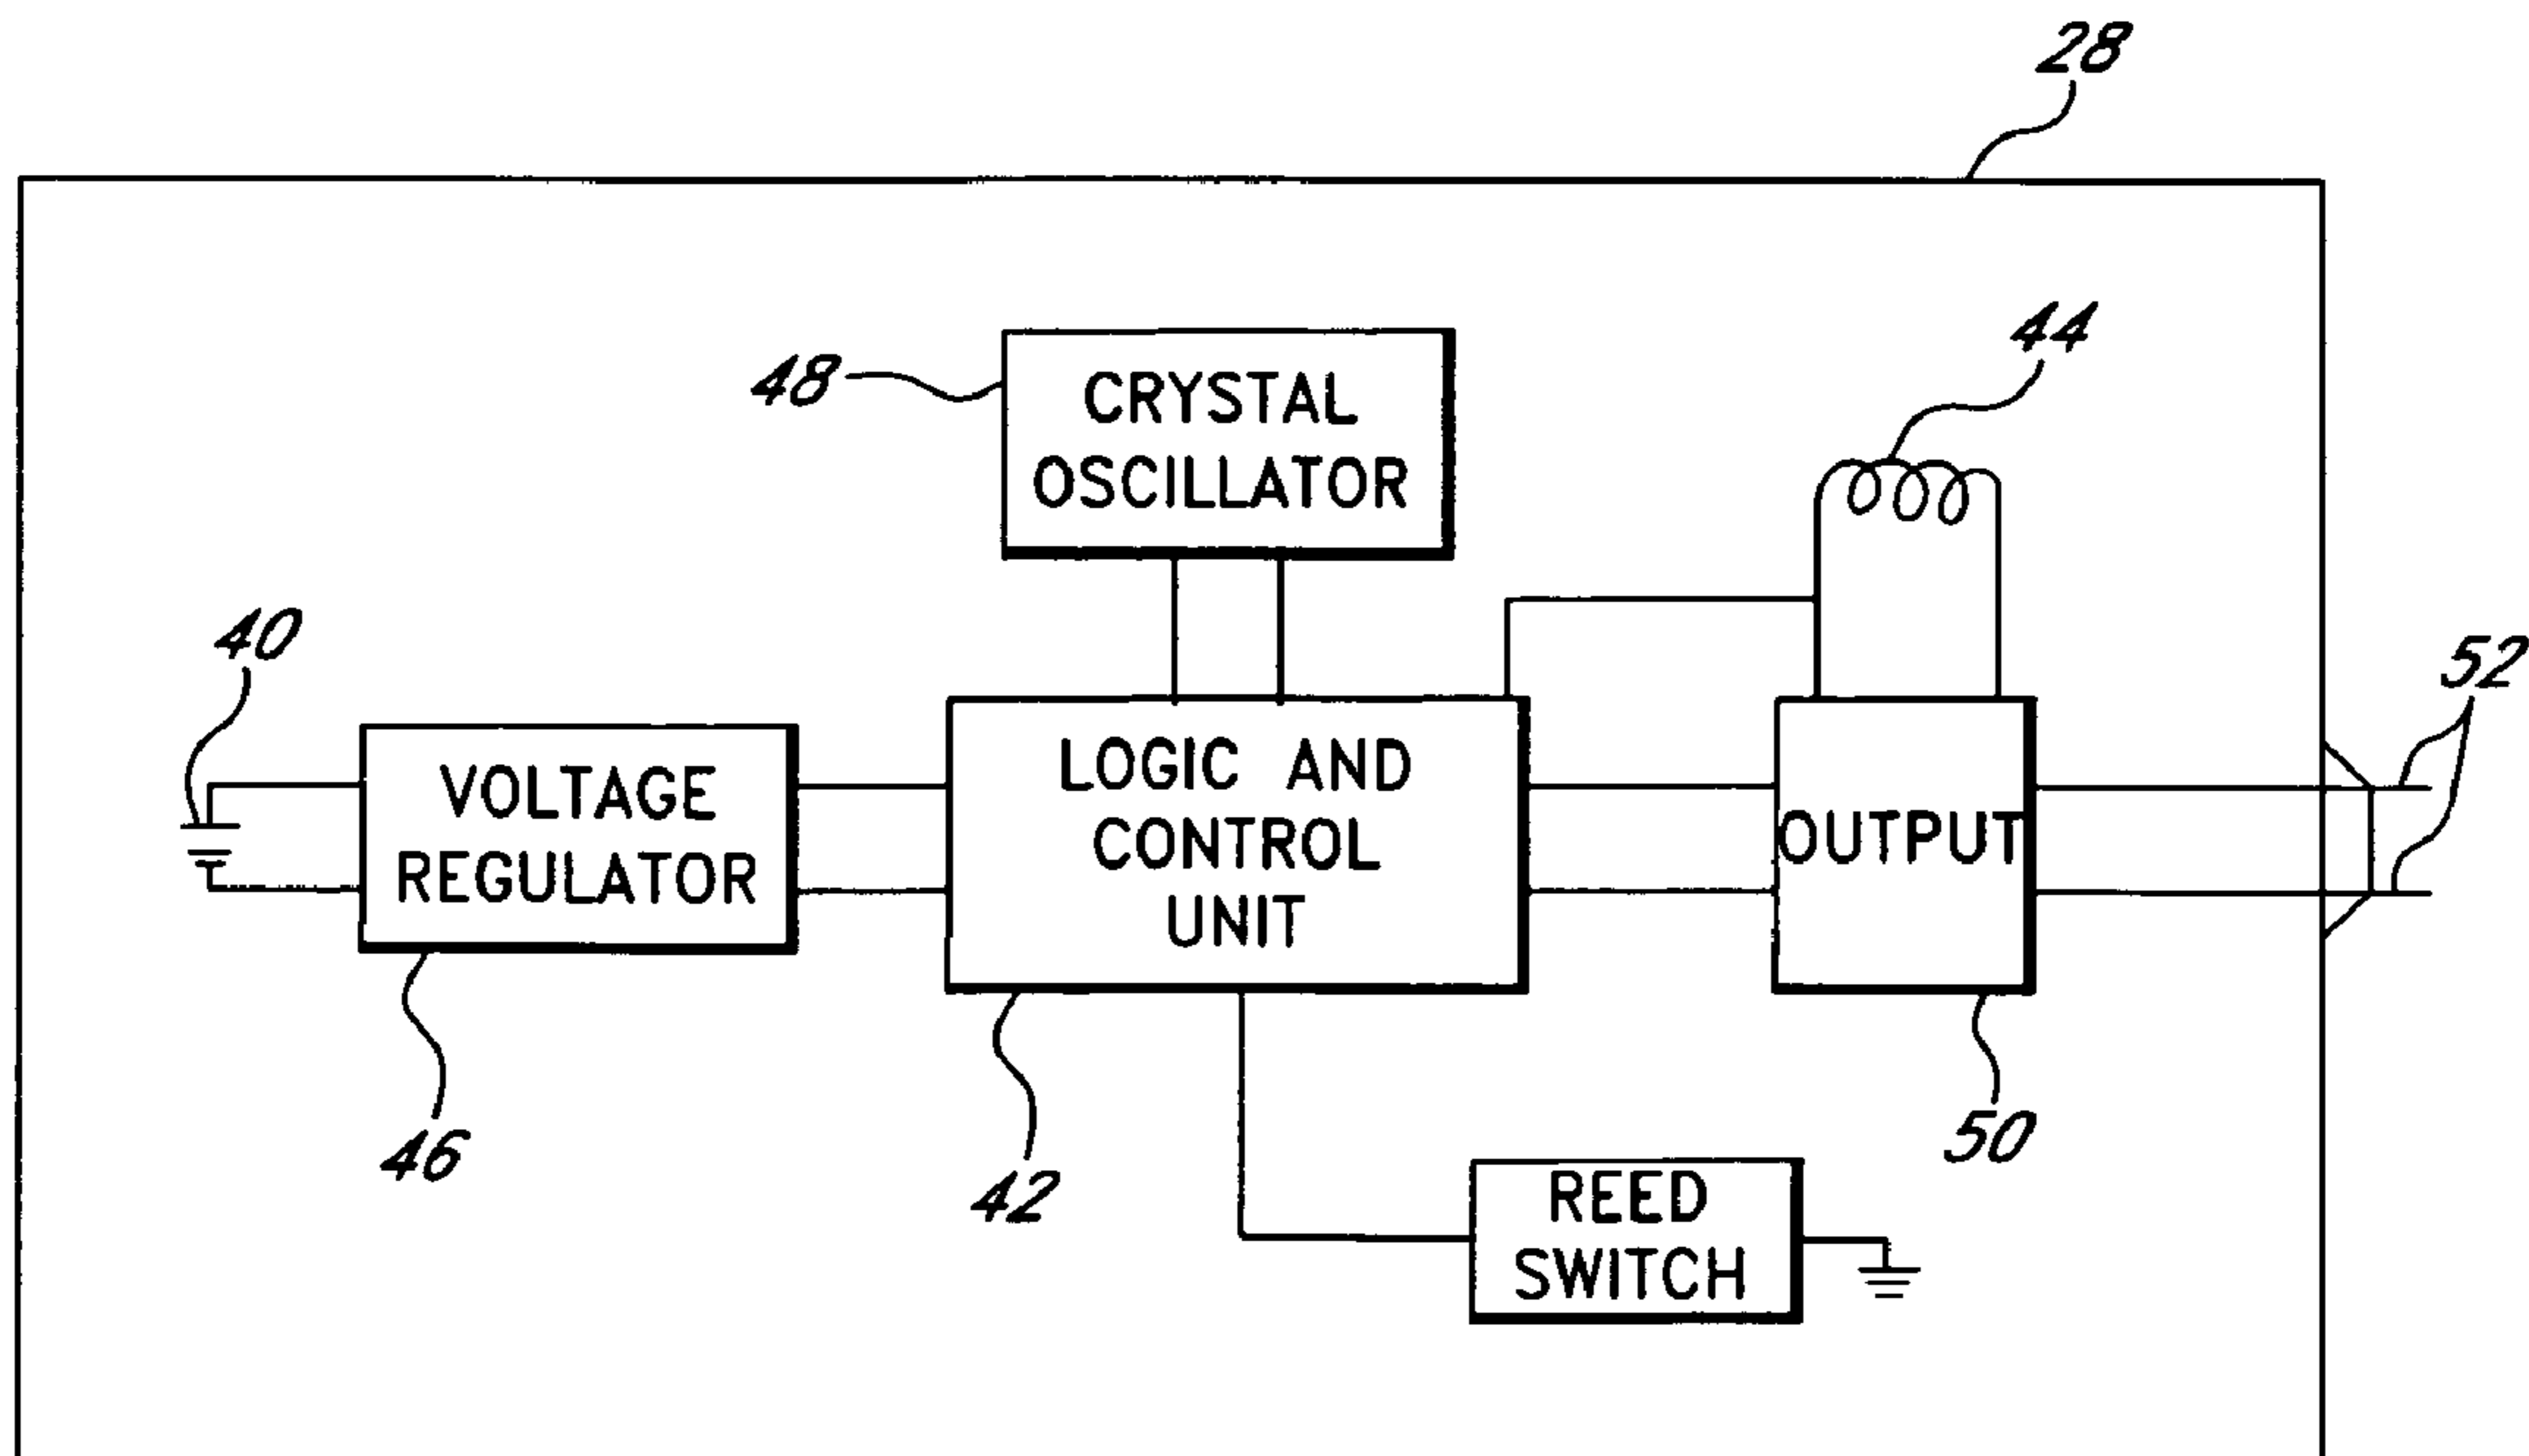 28
44
48
CRYSTAL
OSCILLATOR
40
52
VOLTAGE
REGULATOR
LOGIC AND
CONTROL
UNIT
OUTPUT
46
42
50
REED
SWITCH